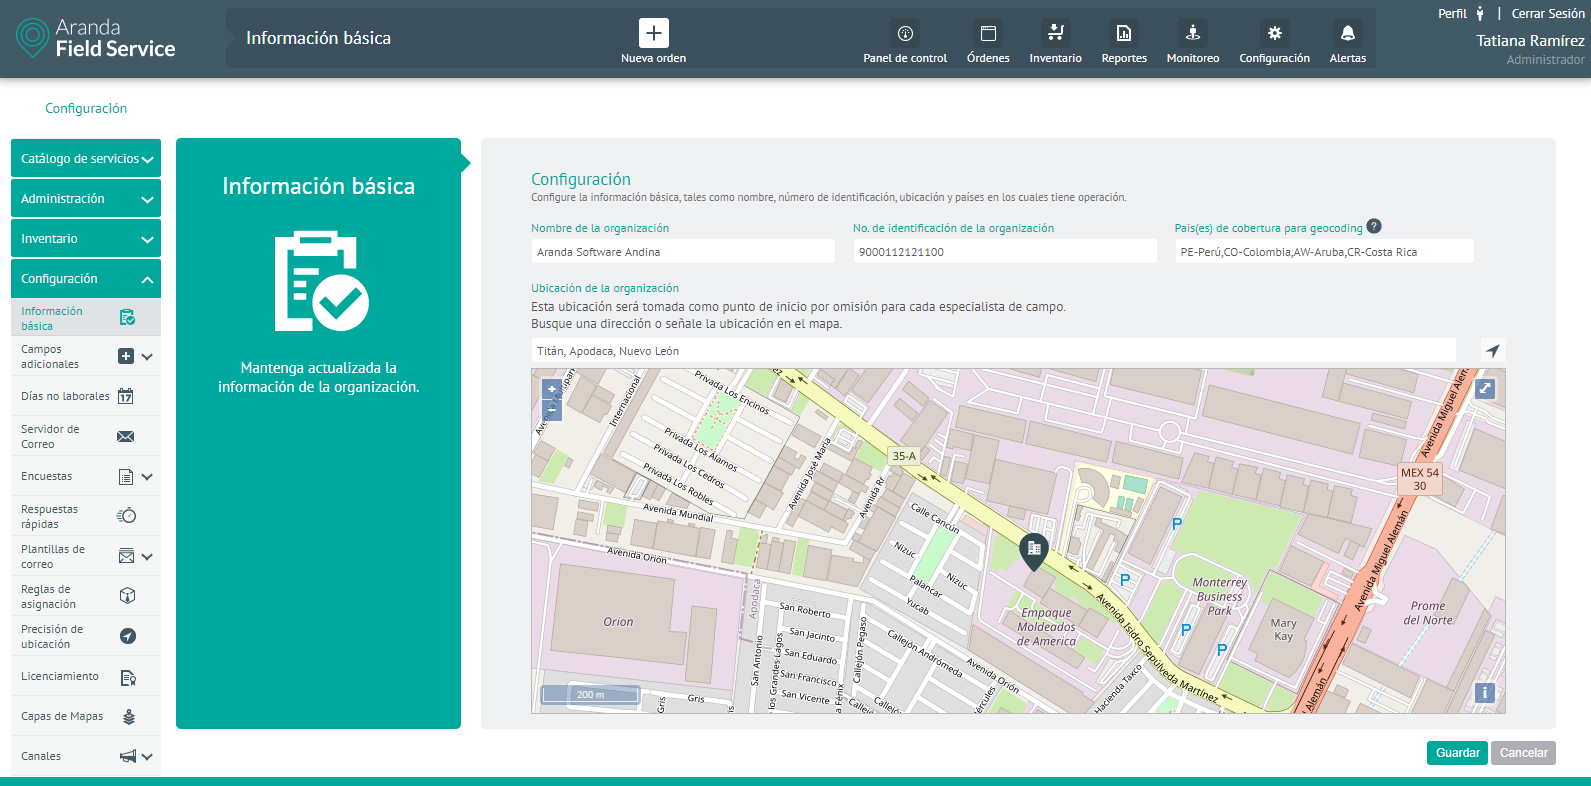 Aranda
Field Service
Información básica
Nueva orden
Panel de control
Órdenes
Inventario
Reportes
Monitoreo
Configuración
Alertas
Perfil | Cerrar Sesión
Tatiana Ramírez
Administrador
Configuración
Catálogo de servicios
Administración
Inventario
Configuración
Información
básica
Campos
adicionales
Días no laborales
17
Servidor de
Correo
Encuestas
Respuestas
rápidas
Plantillas de
correo
Reglas de
asignación
Precisión de
ubicación
Licenciamiento
Capas de Mapas
Canales
Información básica
Mantenga actualizada la
información de la organización.
Configuración
Configure la información básica, tales como nombre, número de identificación, ubicación y países en los cuales tiene operación.
Nombre de la organización
Aranda Software Andina
No. de identificación de la organización
9000112121100
Pais(es) de cobertura para geocoding ?
PE-Perú,CO-Colombia,AW-Aruba,CR-Costa Rica
Ubicación de la organización
Esta ubicación será tomada como punto de inicio por omisión para cada especialista de campo.
Busque una dirección o señale la ubicación en el mapa.
Titán, Apodaca, Nuevo León
+
−
Internacional
Privada Los Encinos
Privada Los Alamos
Privada Los Cedros
Privada Los Robles
Avenida José María
Avenida Rr
Avenida Mundial
Avenida Orión
35-A
Calle Cancún
Nizuc
Nizuc
Palancar
Yucab
MEX 54
30
Avenida Miguel Alemán
Avenida Miguel Alemán
P
P
P
P
Monterrey
Business
Park
Mary
Kay
Prome
del Norte
Empaque
Moldeados
de America
Avenida Isidro Sepúlveda Martínez
Orion
Apodaca
San Antonio
San Roberto
San Jacinto
San Eduardo
San Francisco
San Vicente
Callejón Pegaso
Callejón Andrómeda
Avenida Orión
Hacienda Taxco
Gris
Gris
200 m
i
Guardar
Cancelar